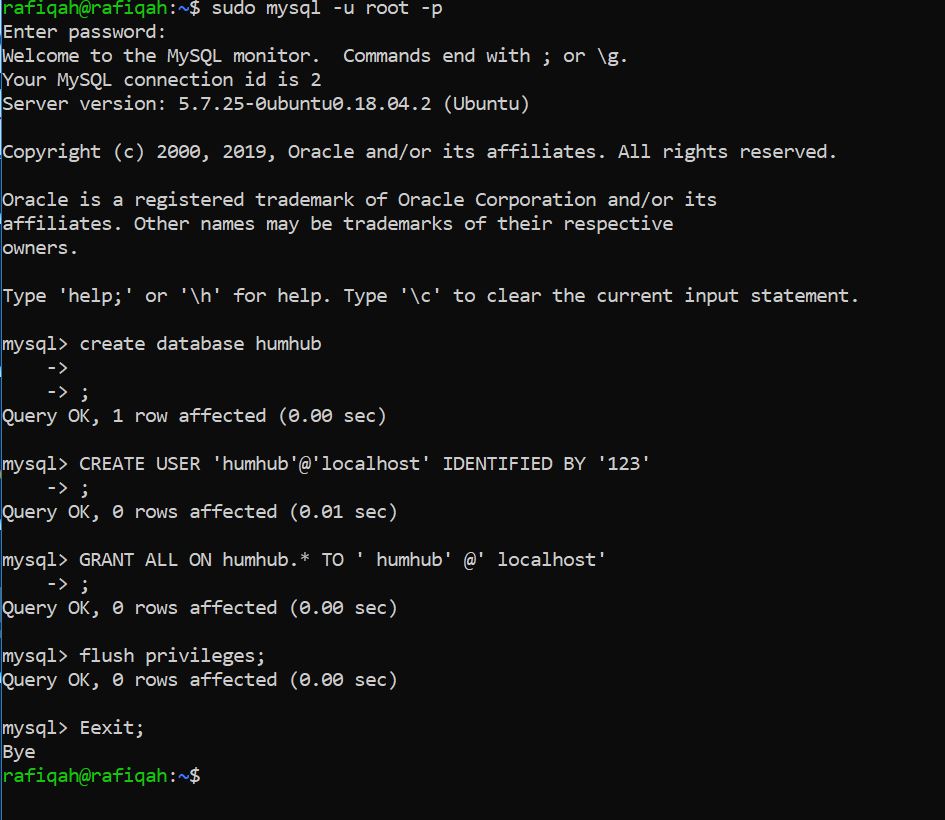 rafiqah@rafiqah:~$ sudo mysql -u root -p
Enter password:
Welcome to the MySQL monitor.  Commands end with ; or \g.
Your MySQL connection id is 2
Server version: 5.7.25-0ubuntu0.18.04.2 (Ubuntu)
Copyright (c) 2000, 2019, Oracle and/or its affiliates. All rights reserved.
Oracle is a registered trademark of Oracle Corporation and/or its
affiliates. Other names may be trademarks of their respective
owners.
Type 'help;' or '\h' for help. Type '\c' to clear the current input statement.
mysql> create database humhub
    ->
    -> ;
Query OK, 1 row affected (0.00 sec)
mysql> CREATE USER 'humhub'@'localhost' IDENTIFIED BY '123'
    -> ;
Query OK, 0 rows affected (0.01 sec)
mysql> GRANT ALL ON humhub.* TO ' humhub' @' localhost'
    -> ;
Query OK, 0 rows affected (0.00 sec)
mysql> flush privileges;
Query OK, 0 rows affected (0.00 sec)
mysql> Eexit;
Bye
rafiqah@rafiqah:~$